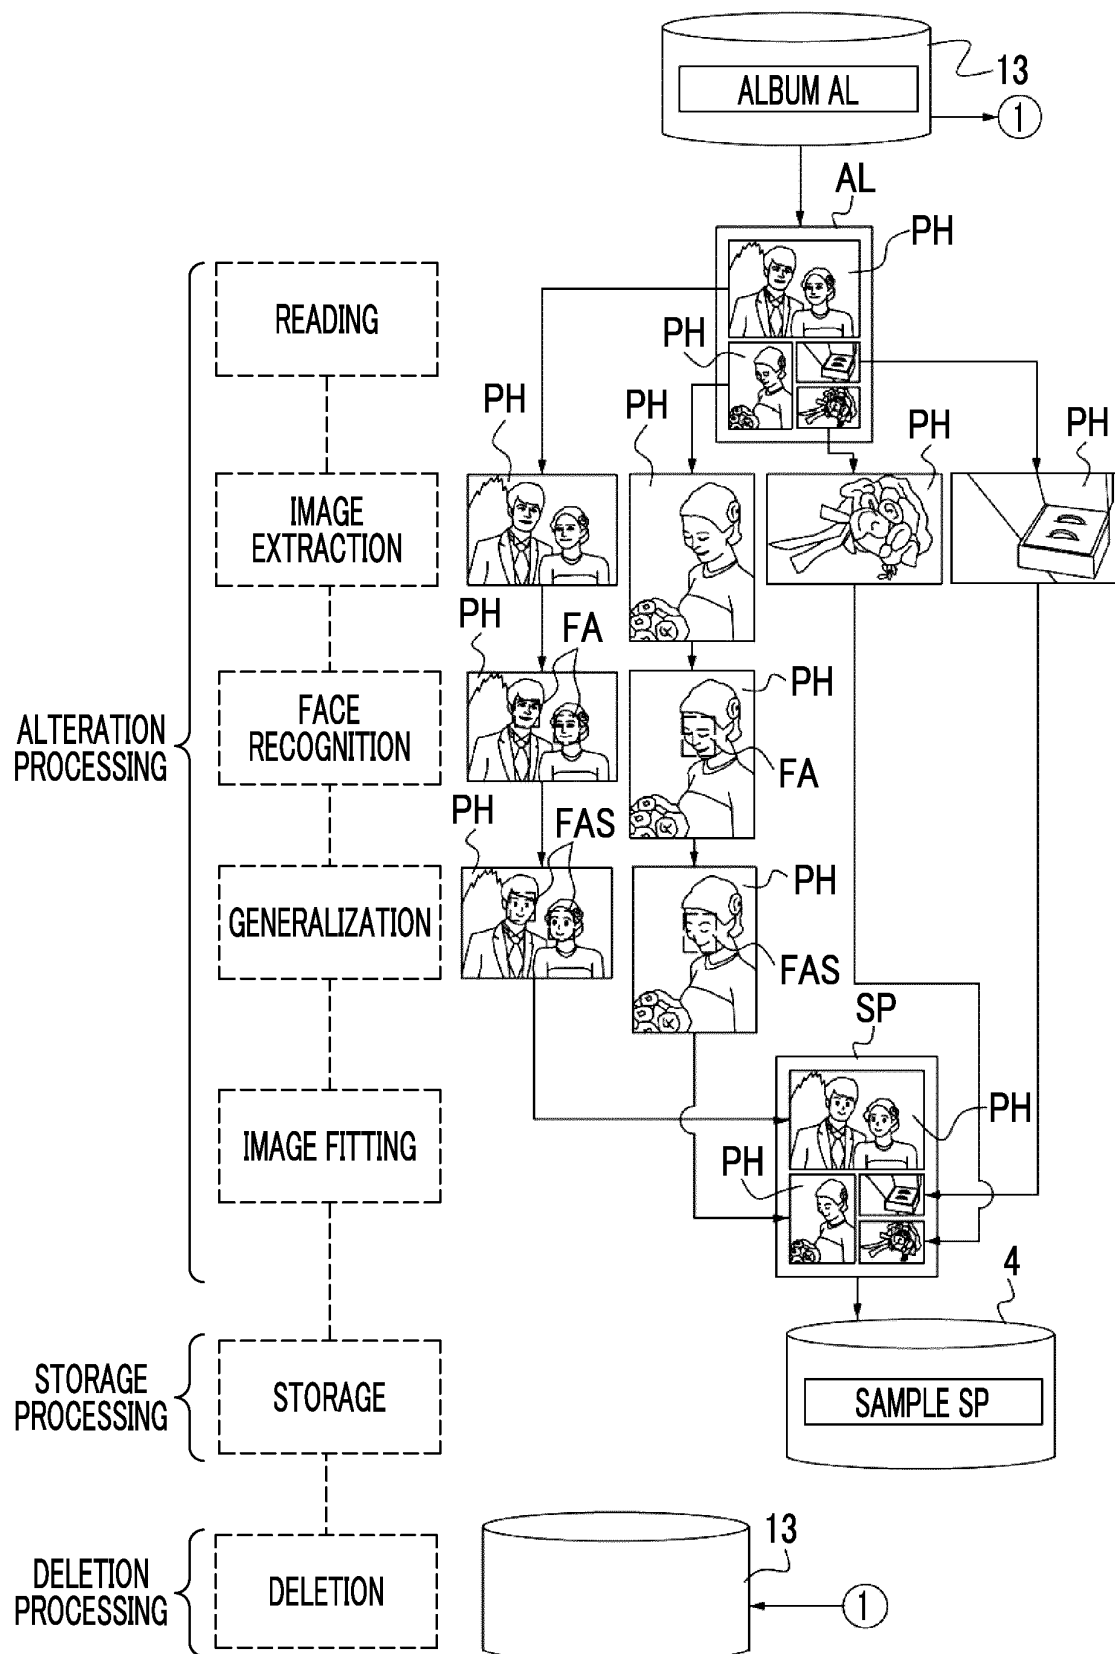 13
ALBUM AL
1
AL
PH
READING
PH
PH
PH
PH
PH
IMAGE
EXTRACTION
PH
FA
FACE
RECOGNITION
PH
FA
ALTERATION
PROCESSING
PH
FAS
GENERALIZATION
PH
FAS
SP
IMAGE FITTING
PH
PH
4
STORAGE
PROCESSING
STORAGE
SAMPLE SP
13
DELETION
PROCESSING
DELETION
1